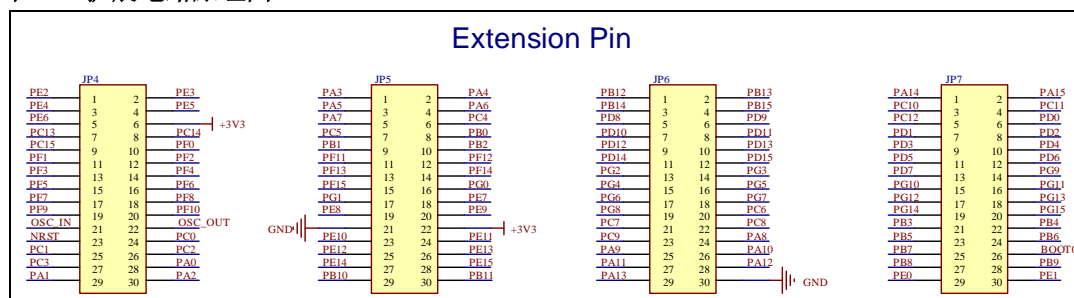 Extension Pin
JP4
PE2 1 2 PE3
PE4 3 4 PE5
PE6 5 6 +3V3
PC13 7 8 PC14
PC15 9 10 PF0
PF1 11 12 PF2
PF3 13 14 PF4
PF5 15 16 PF6
PF7 17 18 PF8
PF9 19 20 PF10
OSC_IN 21 22 OSC_OUT
NRST 23 24 PC0
PC1 25 26 PC2
PC3 27 28 PA0
PA1 29 30 PA2
JP5
PA3 1 2 PA4
PA5 3 4 PA6
PA7 5 6 PC4
PC5 7 8 PB0
PB1 9 10 PB2
PF11 11 12 PF12
PF13 13 14 PF14
PF15 15 16 PG0
PG1 17 18 PE7
PE8 19 20 PE9
GND 21 22 +3V3
PE10 23 24 PE11
PE12 25 26 PE13
PE14 27 28 PE15
PB10 29 30 PB11
JP6
PB12 1 2 PB13
PB14 3 4 PB15
PD8 5 6 PD9
PD10 7 8 PD11
PD12 9 10 PD13
PD14 11 12 PD15
PG2 13 14 PG3
PG4 15 16 PG5
PG6 17 18 PG7
PG8 19 20 PC6
PC7 21 22 PC8
PC9 23 24 PA8
PA9 25 26 PA10
PA11 27 28 PA12
PA13 29 30 GND
JP7
PA14 1 2 PA15
PC10 3 4 PC11
PC12 5 6 PD0
PD1 7 8 PD2
PD3 9 10 PD4
PD5 11 12 PD6
PD7 13 14 PG9
PG10 15 16 PG11
PG12 17 18 PG13
PG14 19 20 PG15
PB3 21 22 PB4
PB5 23 24 PB6
PB7 25 26 BOOT0
PB8 27 28 PB9
PE0 29 30 PE1